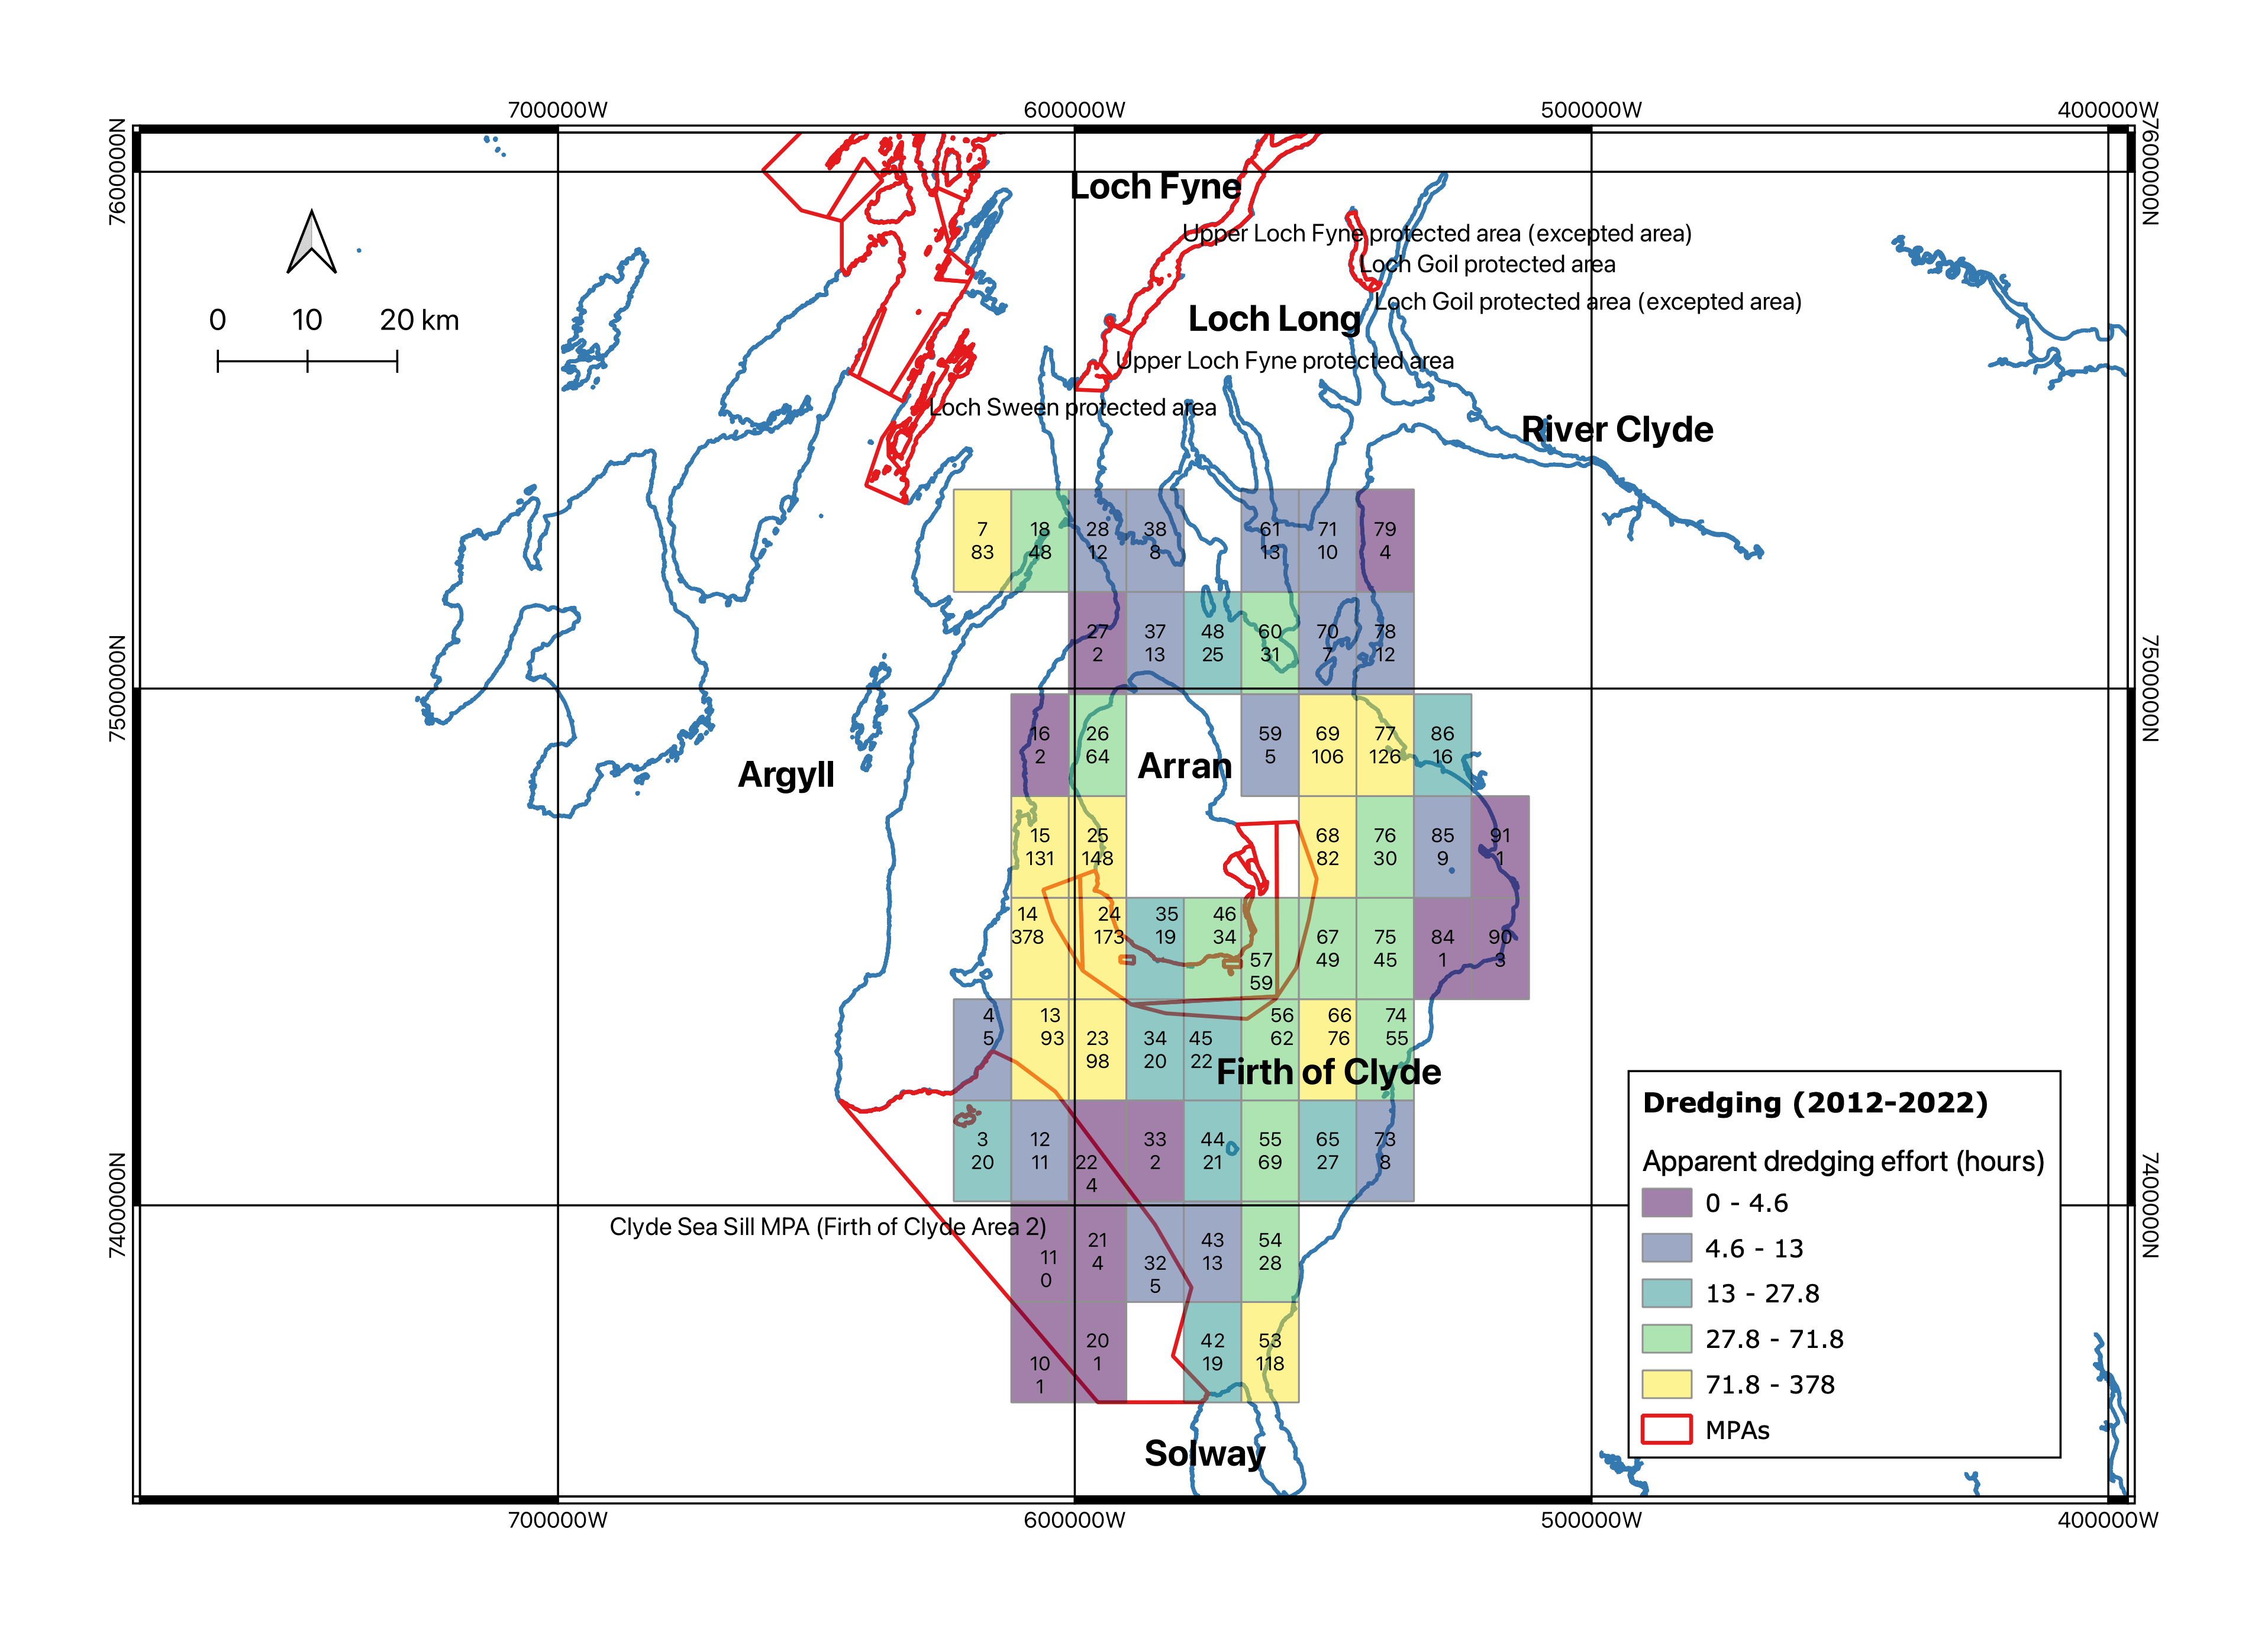 700000W 600000W 500000W 400000W
7600000N 7600000N
Loch Fyne
Upper Loch Fyne protected area (excepted area)
Loch Goil protected area
Loch Goil protected area (excepted area)
0 10 20 km
Loch Long
Upper Loch Fyne protected area
Loch Sween protected area
River Clyde
7 18 28 38 61 71 79
83 48 12 8 13 10 4
27 37 48 60 70 78
2 13 25 31 7 12
7500000N 7500000N
16 26 59 69 77 86
2 64 5 106 126 16
Arran
Argyll
15 25 68 76 85 91
131 148 82 30 9 1
14 24 35 46 67 75 84 90
378 173 19 34 49 45 1 3
57
59
4 13 56 66 74
5 93 62 76 55
23 34 45
98 20 22
Firth of Clyde
3 12 33 44 55 65 73
20 11 2 21 69 27 8
22
4
7400000N 7400000N
Clyde Sea Sill MPA (Firth of Clyde Area 2)
21 43 54
4 13 28
11 32
0 5
20 42 53
1 19 118
10
1
Solway
Dredging (2012-2022)
Apparent dredging effort (hours)
0 - 4.6
4.6 - 13
13 - 27.8
27.8 - 71.8
71.8 - 378
MPAs
700000W 600000W 500000W 400000W